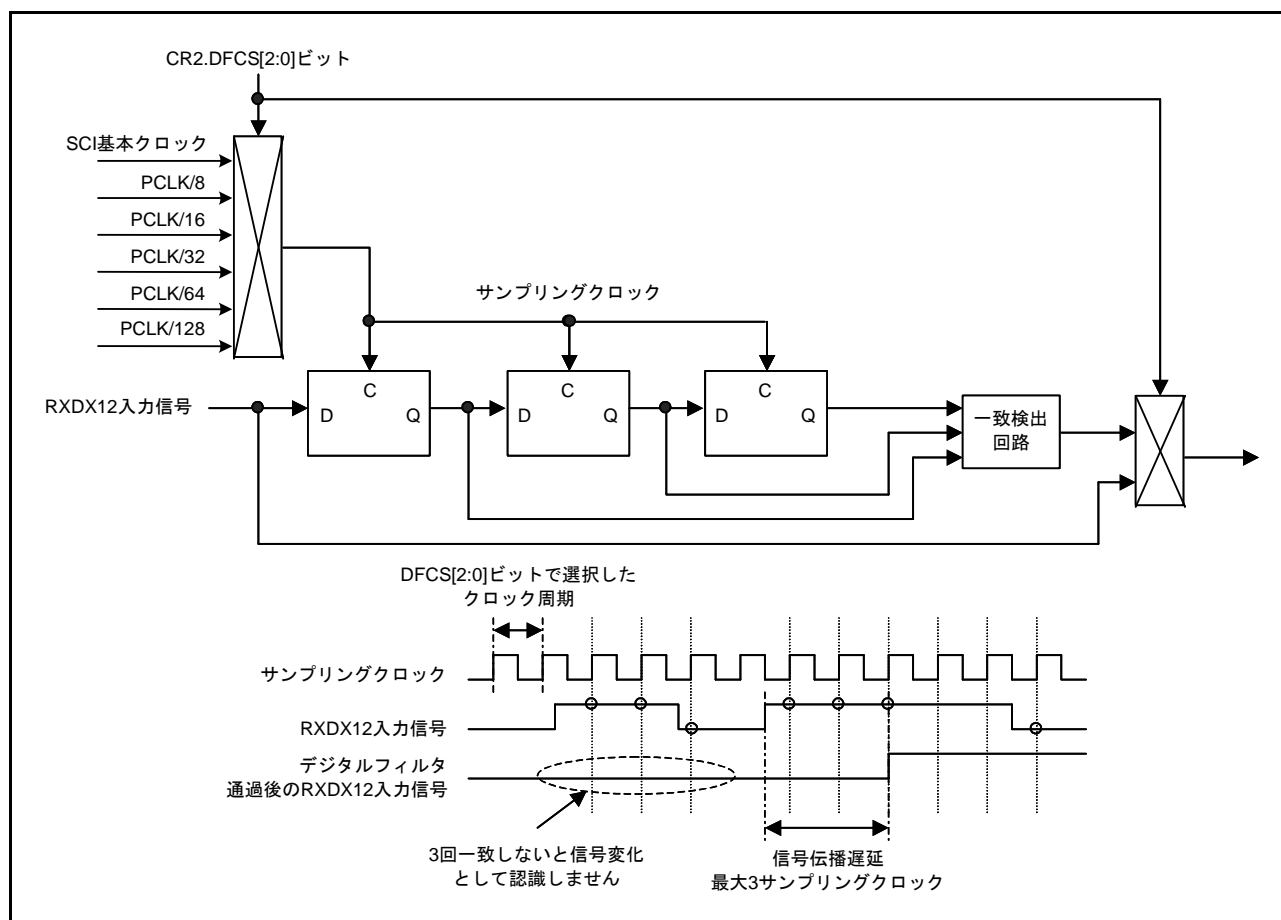 CR2.DFCS[2:0]ビット
SCI基本クロック
PCLK/8
PCLK/16
PCLK/32
PCLK/64
PCLK/128
サンプリングクロック
RXDX12入力信号
C
D
Q
C
D
Q
C
D
Q
一致検出
回路
DFCS[2:0]ビットで選択した
クロック周期
サンプリングクロック
RXDX12入力信号
デジタルフィルタ
通過後のRXDX12入力信号
3回一致しないと信号変化
として認識しません
信号伝播遅延
最大3サンプリングクロック